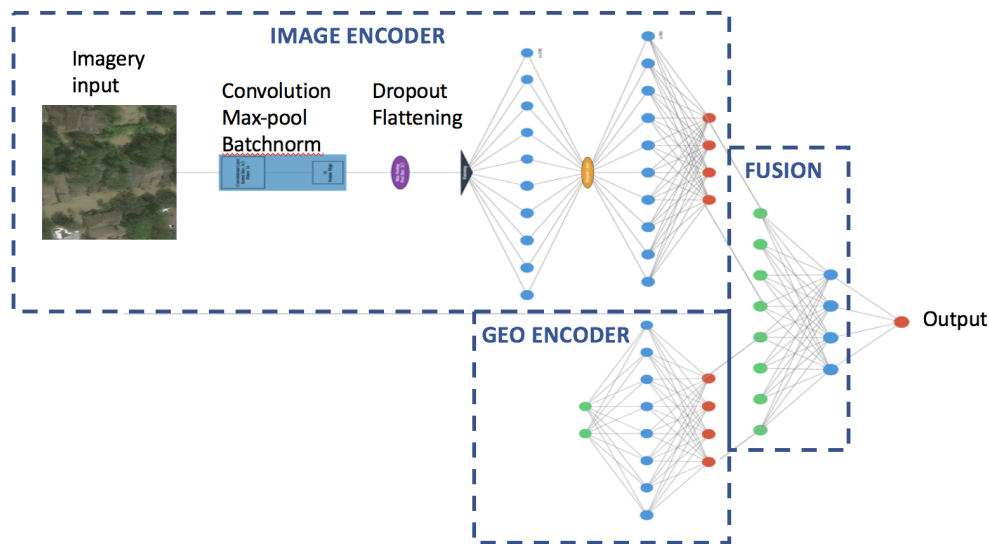 IMAGE ENCODER
Imagery
input
Convolution
Max-pool
Batchnorm
Dropout
Flattening
FUSION
GEO ENCODER
Output